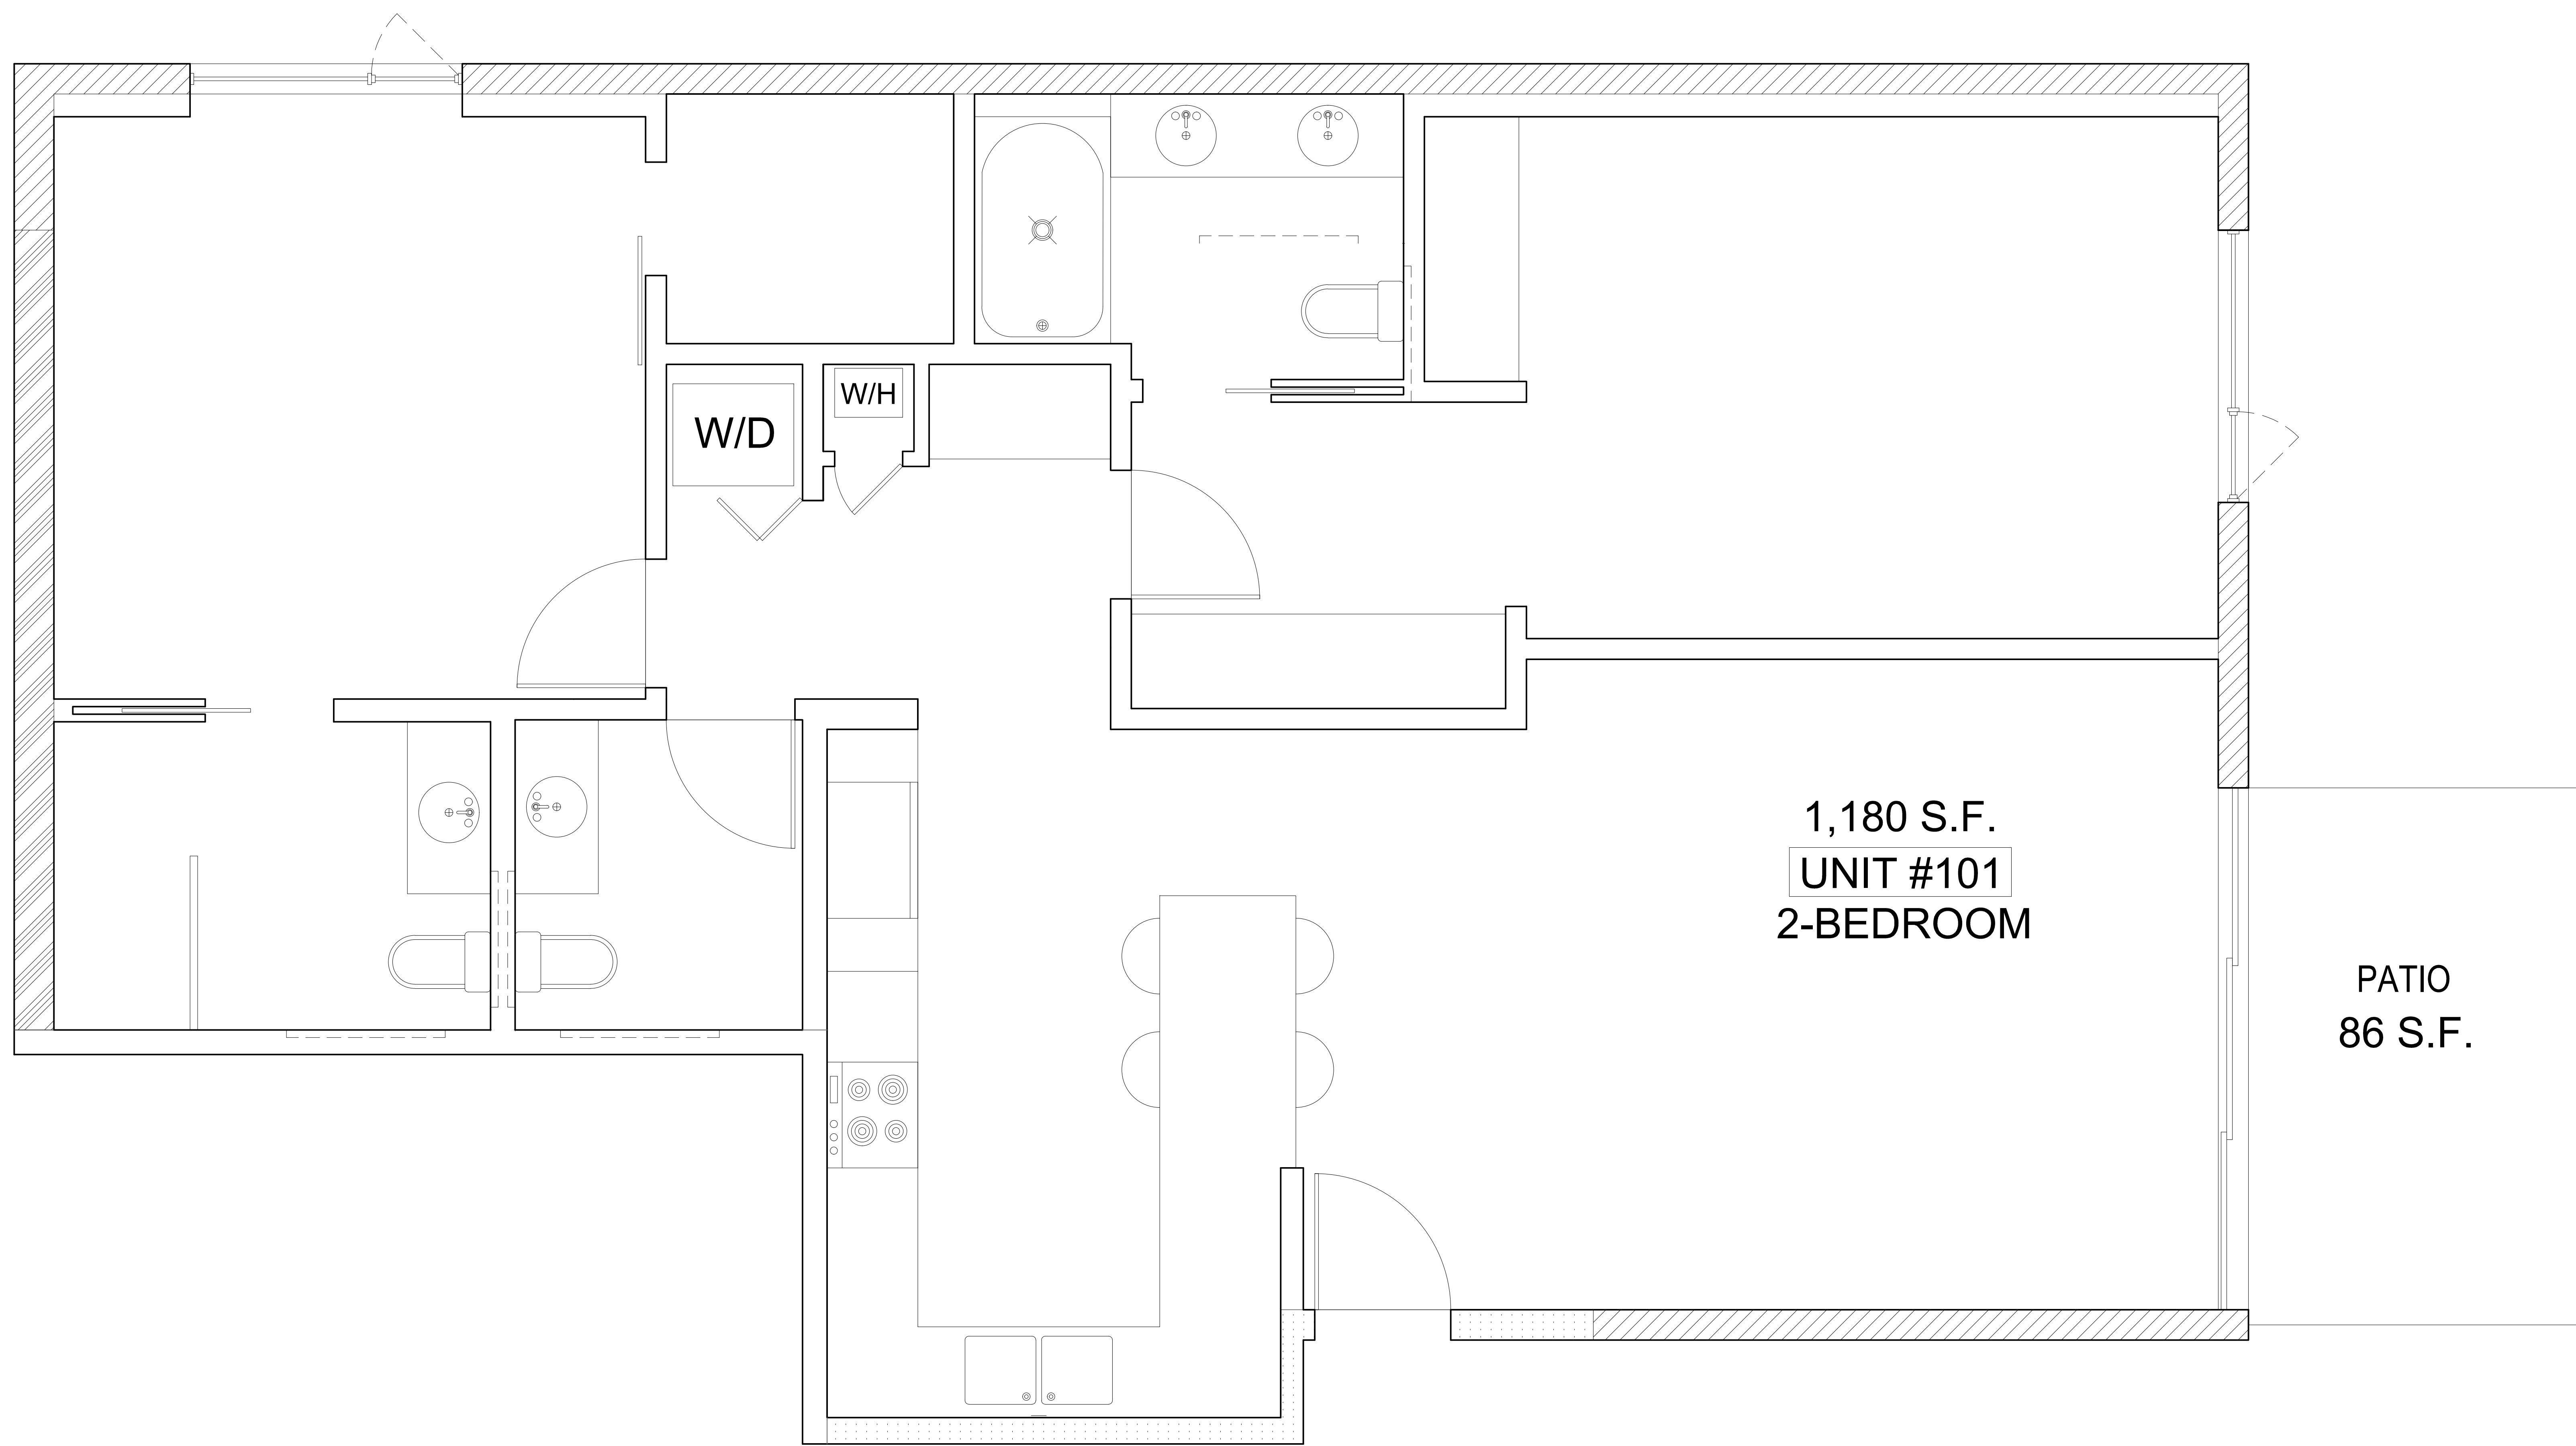 W/H
W/D
1,180 S.F.
UNIT #101
2-BEDROOM
PATIO
86 S.F.